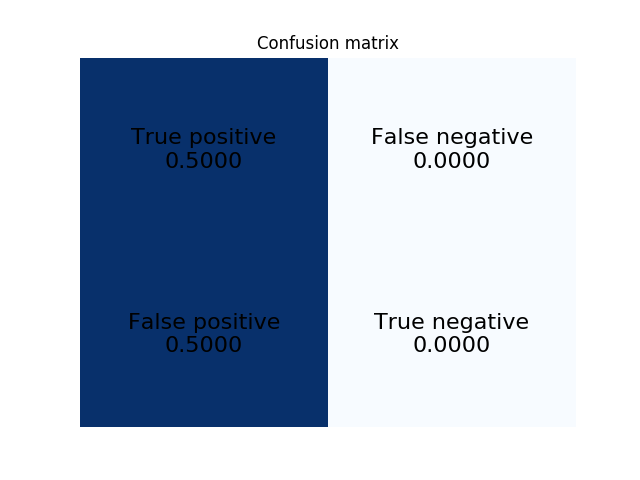 Confusion matrix
True positive
0.5000
False negative
0.0000
False positive
0.5000
True negative
0.0000